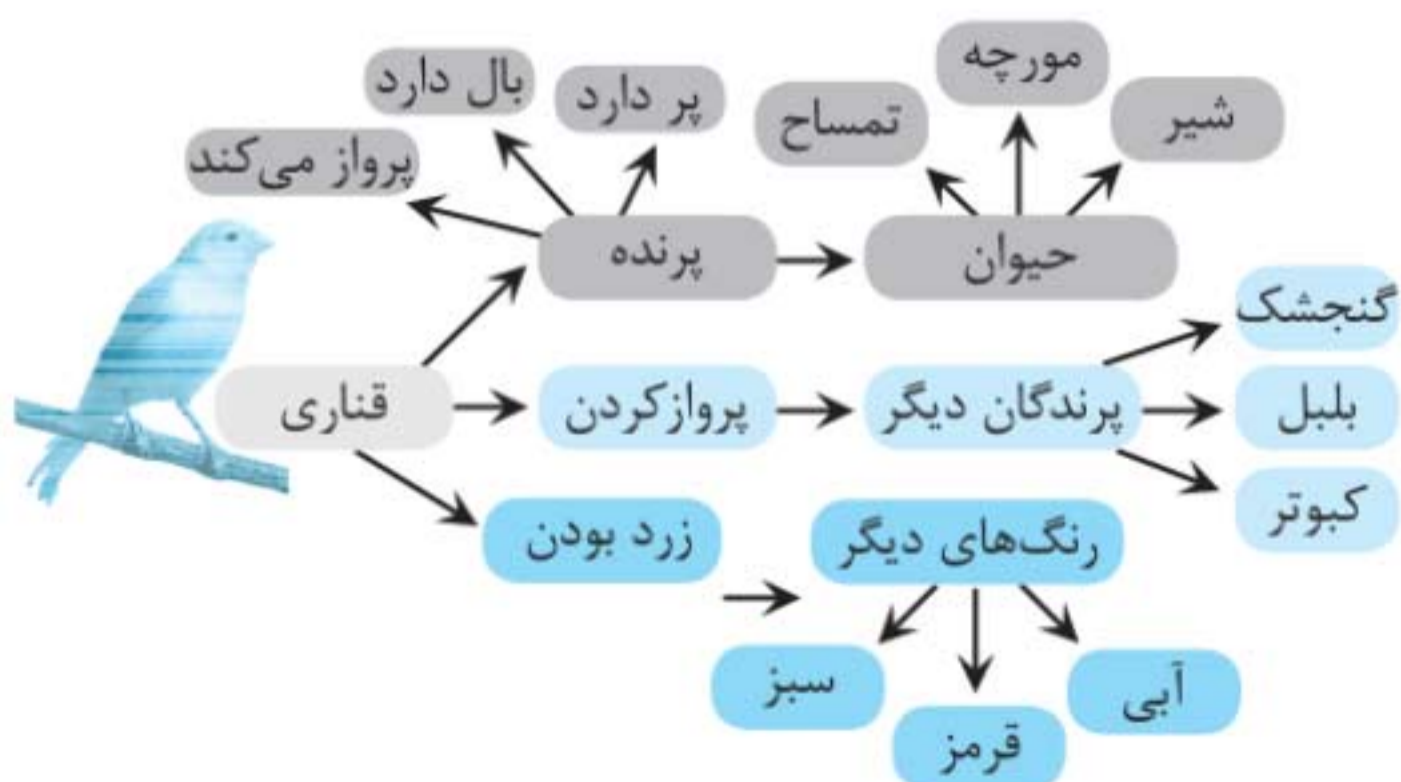 مورچه
بال دارد
پر دارد
تمساح
شیر
پرواز می‌کند
پرنده
حیوان
گنجشک
قناری
پروازکردن
پرندگان دیگر
بلبل
کبوتر
زرد بودن
رنگ‌های دیگر
سبز
قرمز
آبی